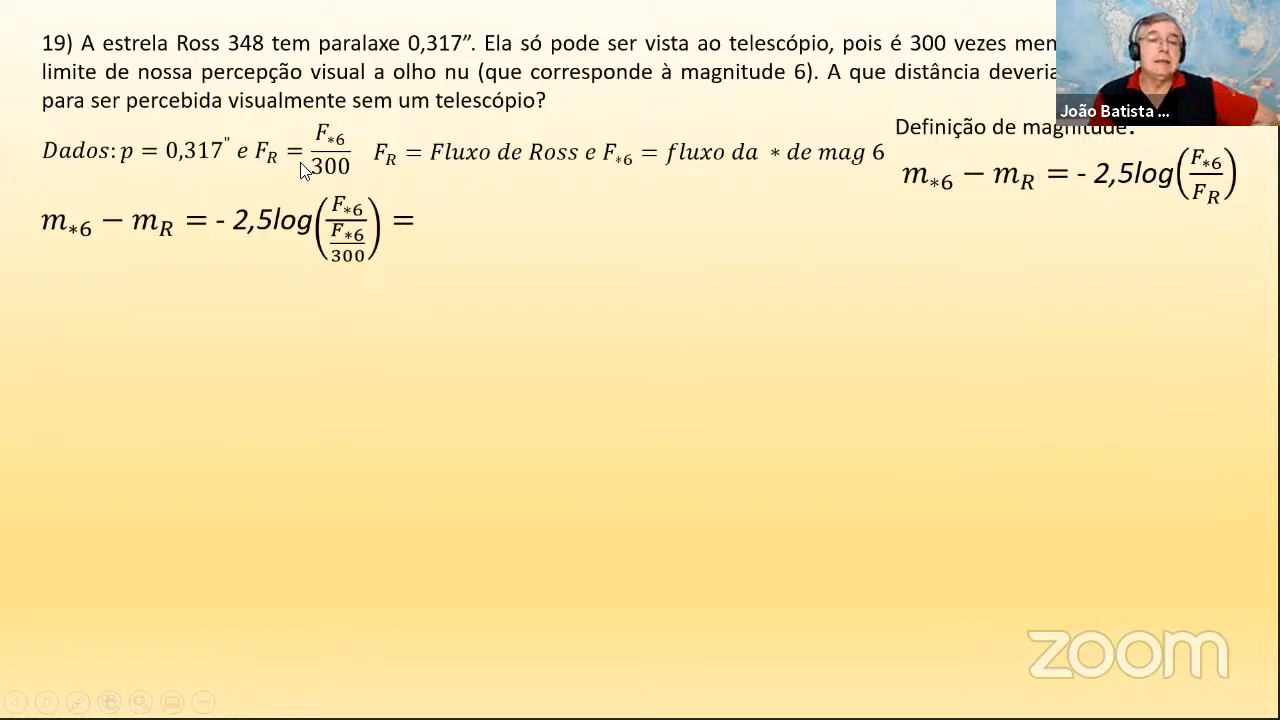 19) A estrela Ross 348 tem paralaxe 0,317”. Ela só pode ser vista ao telescópio, pois é 300 vezes
limite de nossa percepção visual a olho nu (que corresponde à magnitude 6). A que distância
para ser percebida visualmente sem um telescópio?
João Batista ...
Definição de magnitude:
Dados: p = 0,317" e F_R = F_{*6}/300 F_R = Fluxo de Ross e F_{*6} = fluxo da * de mag 6
m_{*6} − m_R = - 2,5log(F_{*6}/F_R)
m_{*6} − m_R = - 2,5log(F_{*6}/(F_{*6}/300)) =
zoom